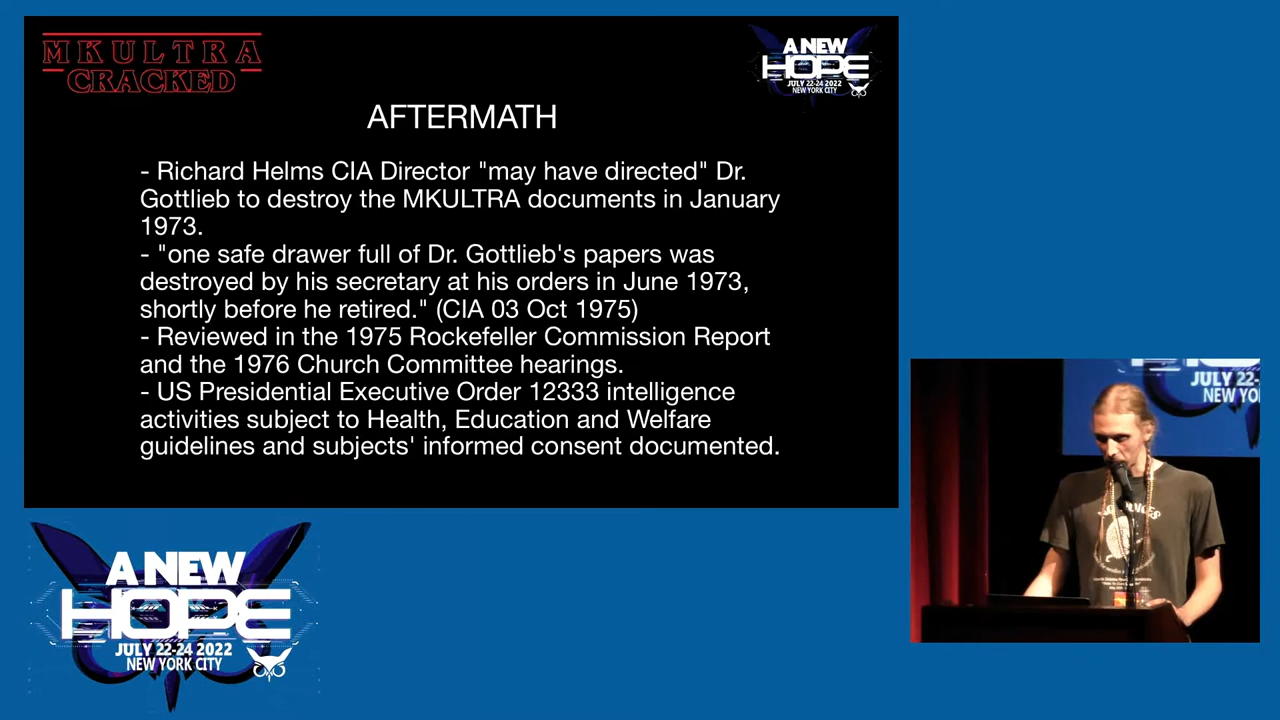 MKULTRA
CRACKED
A NEW
HOPE
JULY 22-24 2022
NEW YORK CITY
AFTERMATH
- Richard Helms CIA Director "may have directed" Dr.
Gottlieb to destroy the MKULTRA documents in January
1973.
- "one safe drawer full of Dr. Gottlieb's papers was
destroyed by his secretary at his orders in June 1973,
shortly before he retired." (CIA 03 Oct 1975)
- Reviewed in the 1975 Rockefeller Commission Report
and the 1976 Church Committee hearings.
- US Presidential Executive Order 12333 intelligence
activities subject to Health, Education and Welfare
guidelines and subjects' informed consent documented.
A NEW
HOPE
JULY 22-24 2022
NEW YORK CITY
JULY 22-
NEW YO